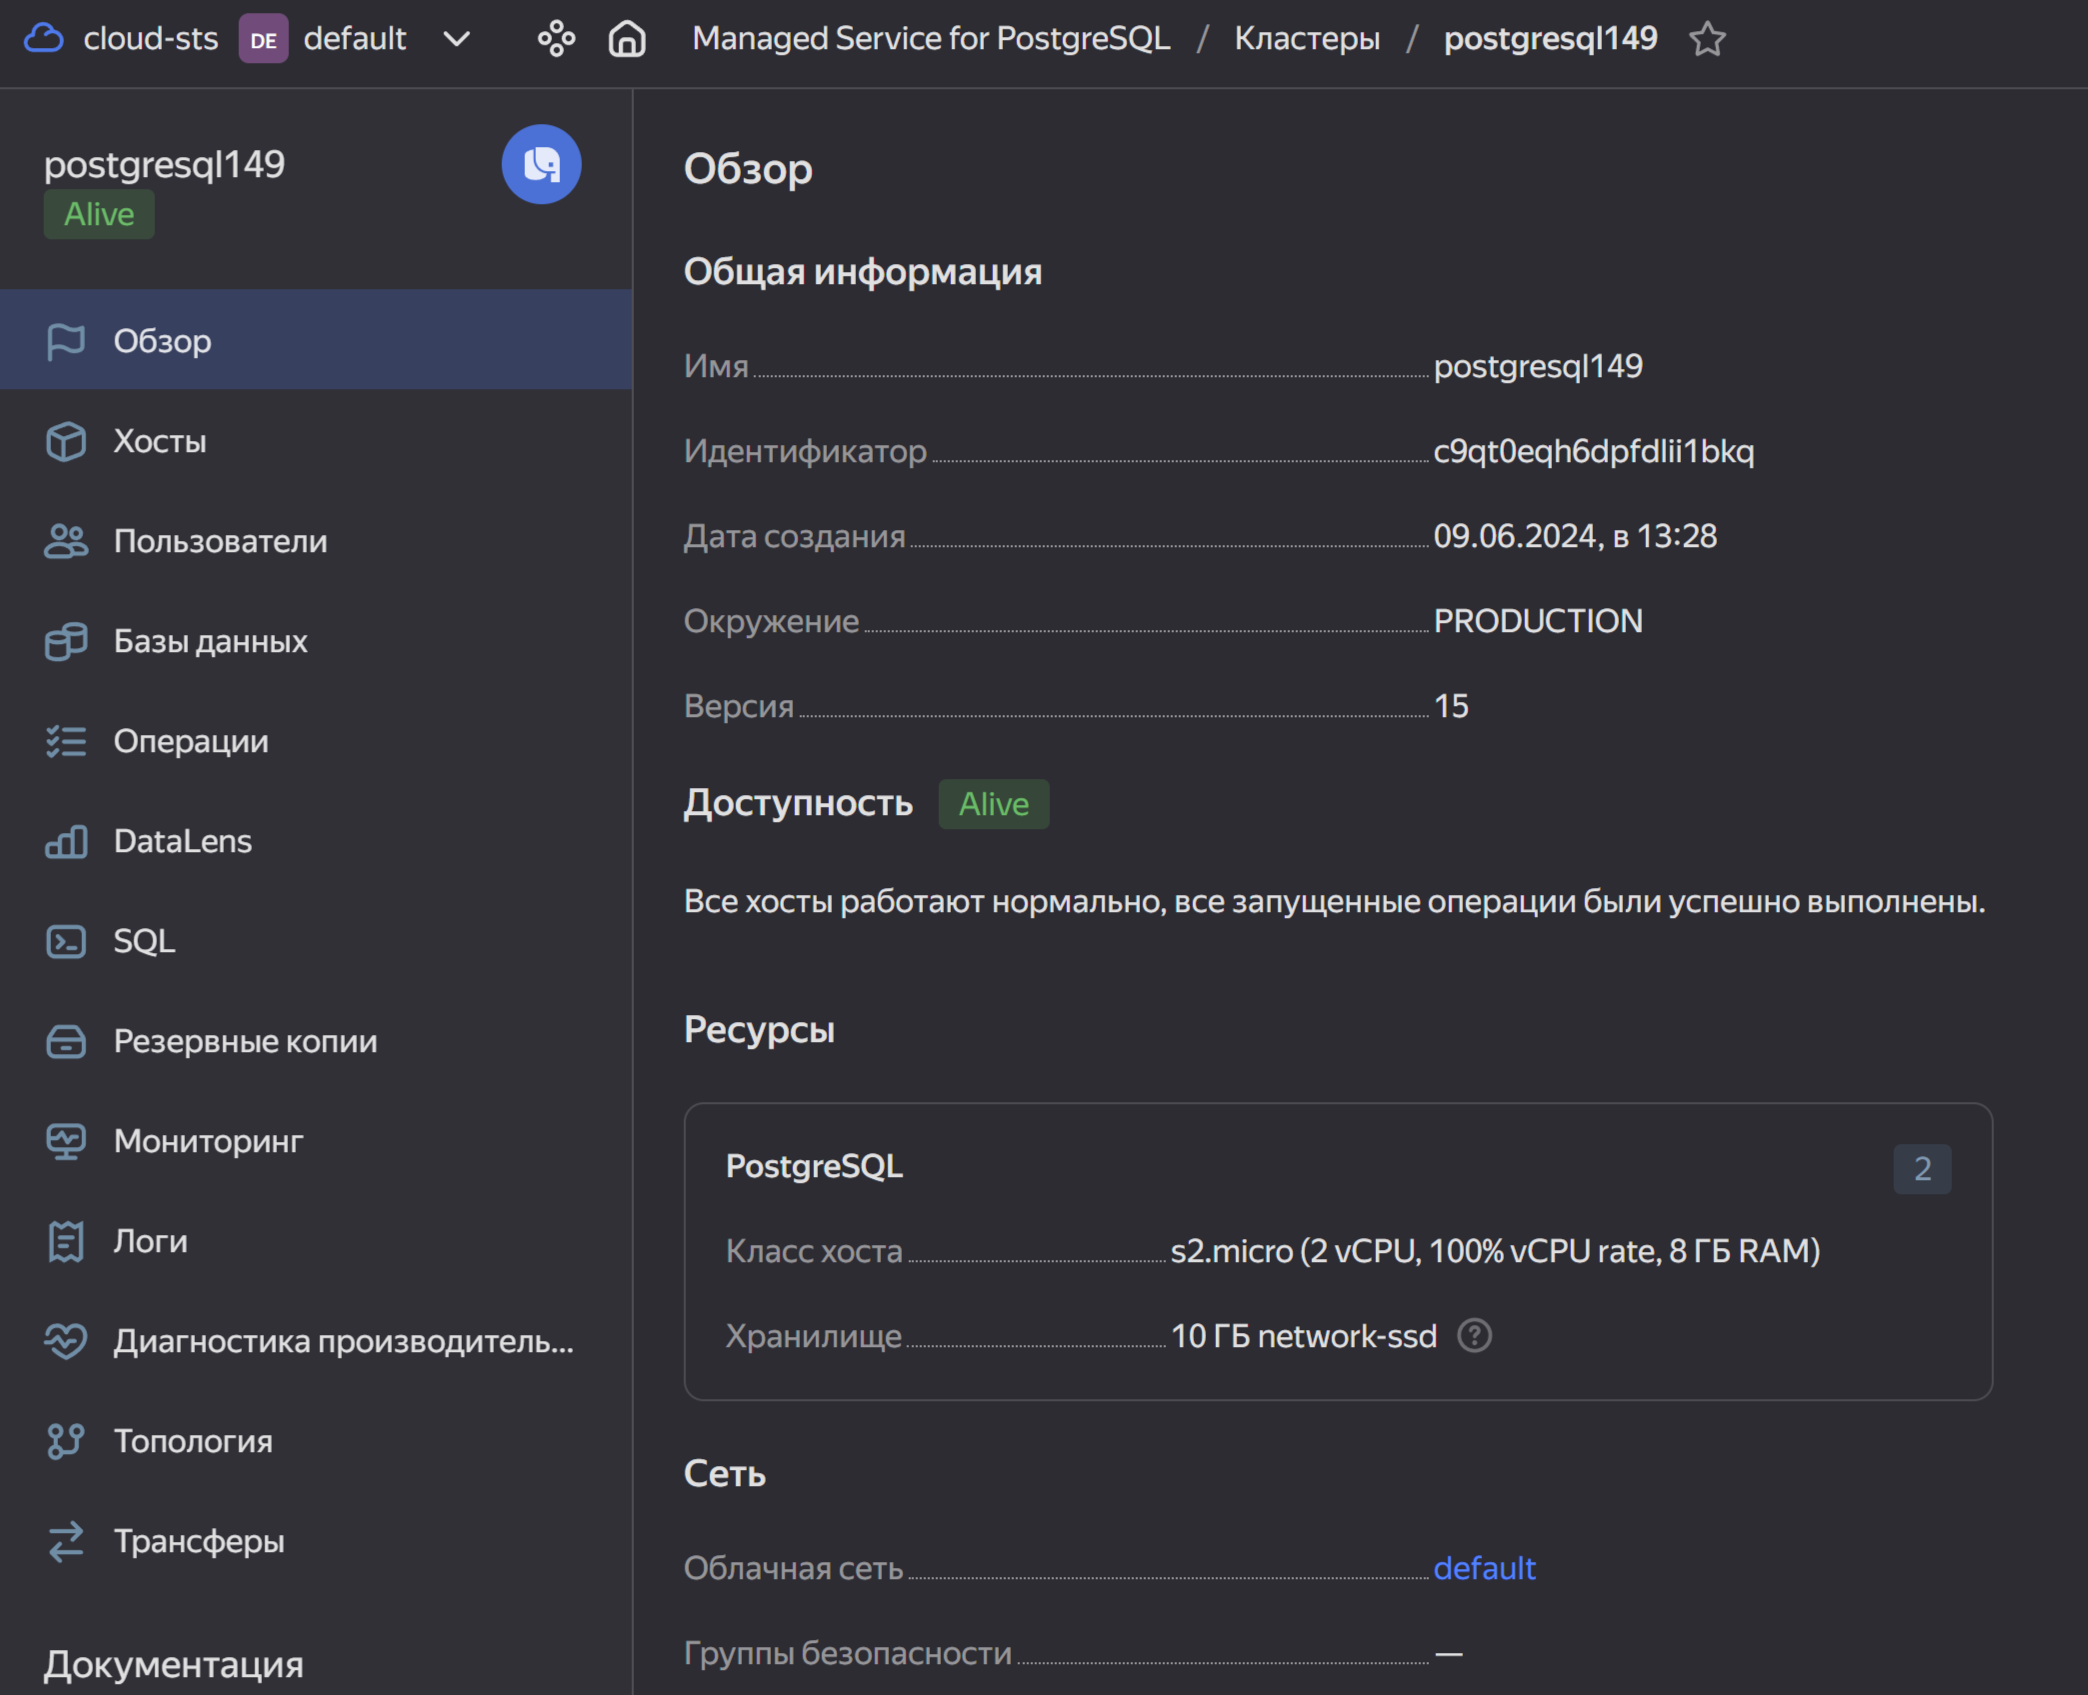 cloud-sts DE default Managed Service for PostgreSQL / Кластеры / postgresql149
postgresql149
Alive
Обзор
Хосты
Пользователи
Базы данных
Операции
DataLens
SQL
Резервные копии
Мониторинг
Логи
Диагностика производитель...
Топология
Трансферы
Документация
Обзор
Общая информация
Имя postgresql149
Идентификатор c9qt0eqh6dpfdlii1bkq
Дата создания 09.06.2024, в 13:28
Окружение PRODUCTION
Версия 15
Доступность Alive
Все хосты работают нормально, все запущенные операции были успешно выполнены.
Ресурсы
PostgreSQL 2
Класс хоста s2.micro (2 vCPU, 100% vCPU rate, 8 ГБ RAM)
Хранилище 10 ГБ network-ssd
Сеть
Облачная сеть default
Группы безопасности —